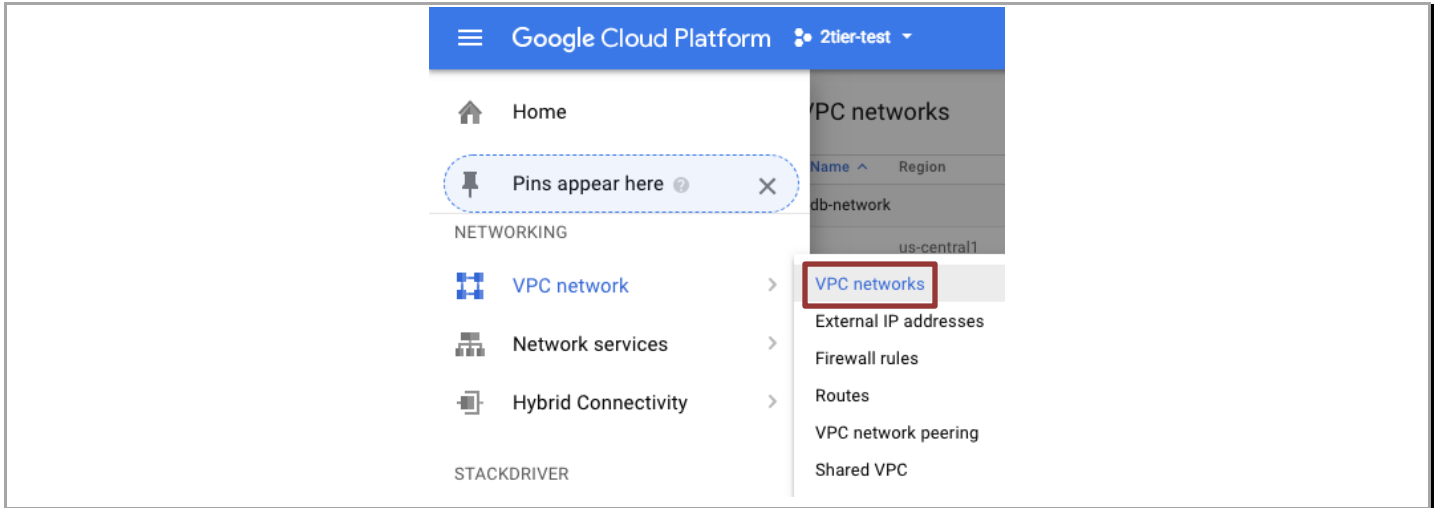 Google Cloud Platform 2tier-test
Home
Pins appear here
NETWORKING
VPC network
Network services
Hybrid Connectivity
STACKDRIVER
VPC networks
Name Region
db-network
us-central1
VPC networks
External IP addresses
Firewall rules
Routes
VPC network peering
Shared VPC